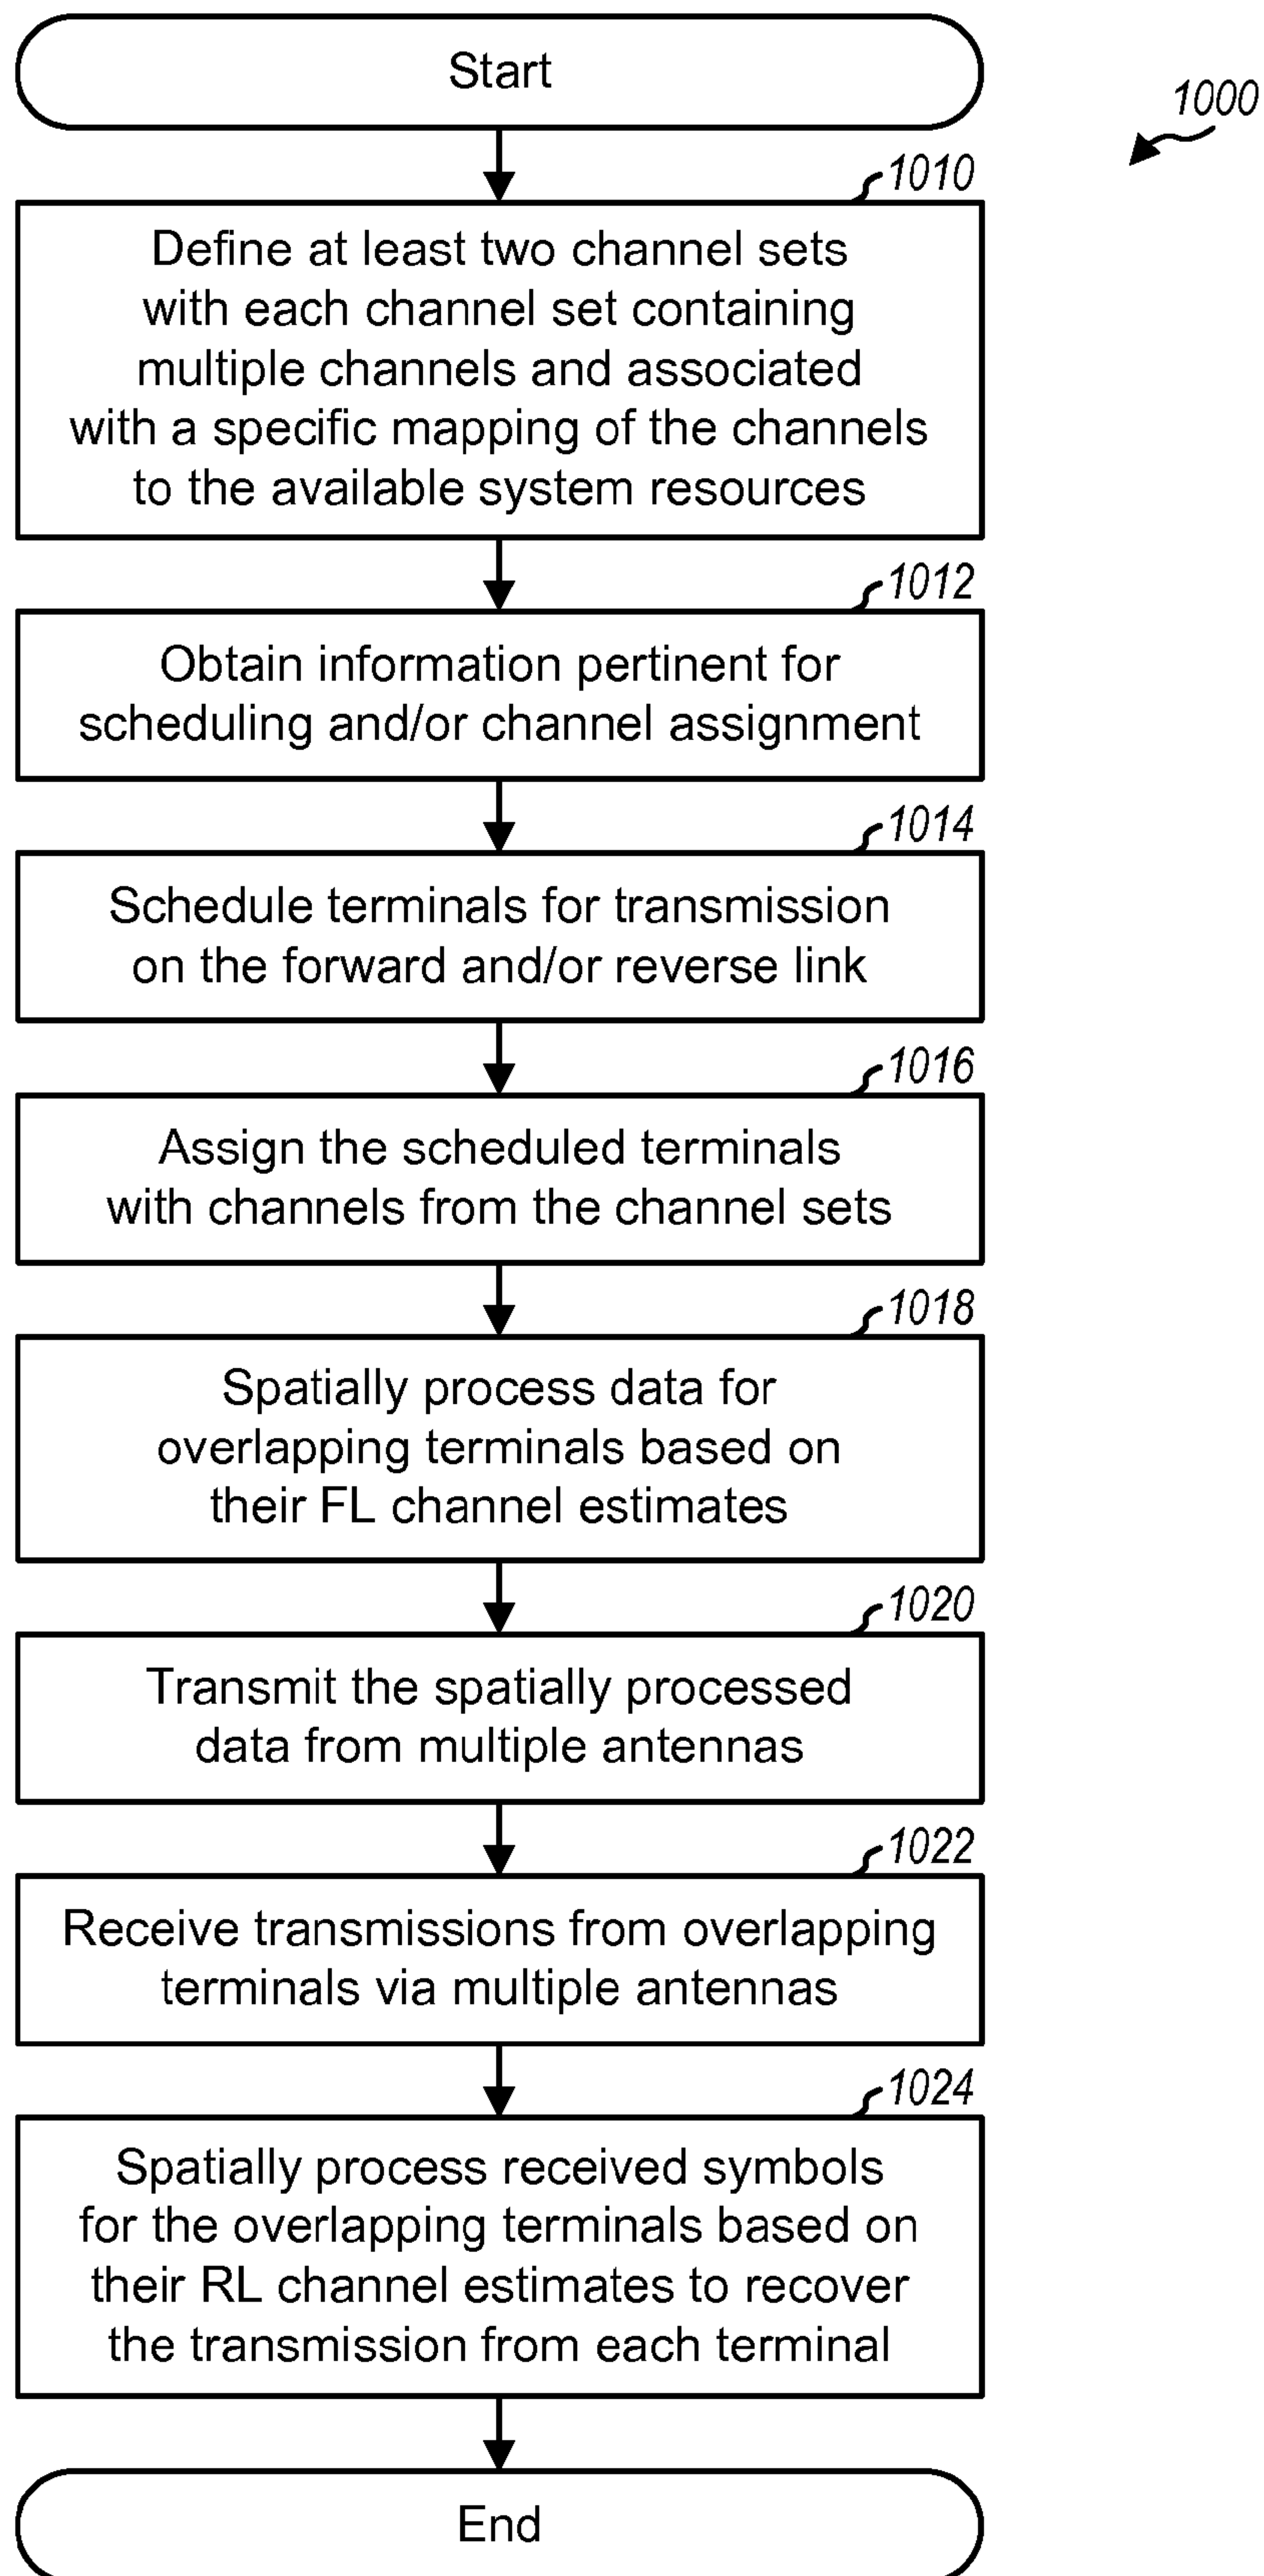 Start
1000
1010
Define at least two channel sets
with each channel set containing
multiple channels and associated
with a specific mapping of the channels
to the available system resources
1012
Obtain information pertinent for
scheduling and/or channel assignment
1014
Schedule terminals for transmission
on the forward and/or reverse link
1016
Assign the scheduled terminals
with channels from the channel sets
1018
Spatially process data for
overlapping terminals based on
their FL channel estimates
1020
Transmit the spatially processed
data from multiple antennas
1022
Receive transmissions from overlapping
terminals via multiple antennas
1024
Spatially process received symbols
for the overlapping terminals based on
their RL channel estimates to recover
the transmission from each terminal
End